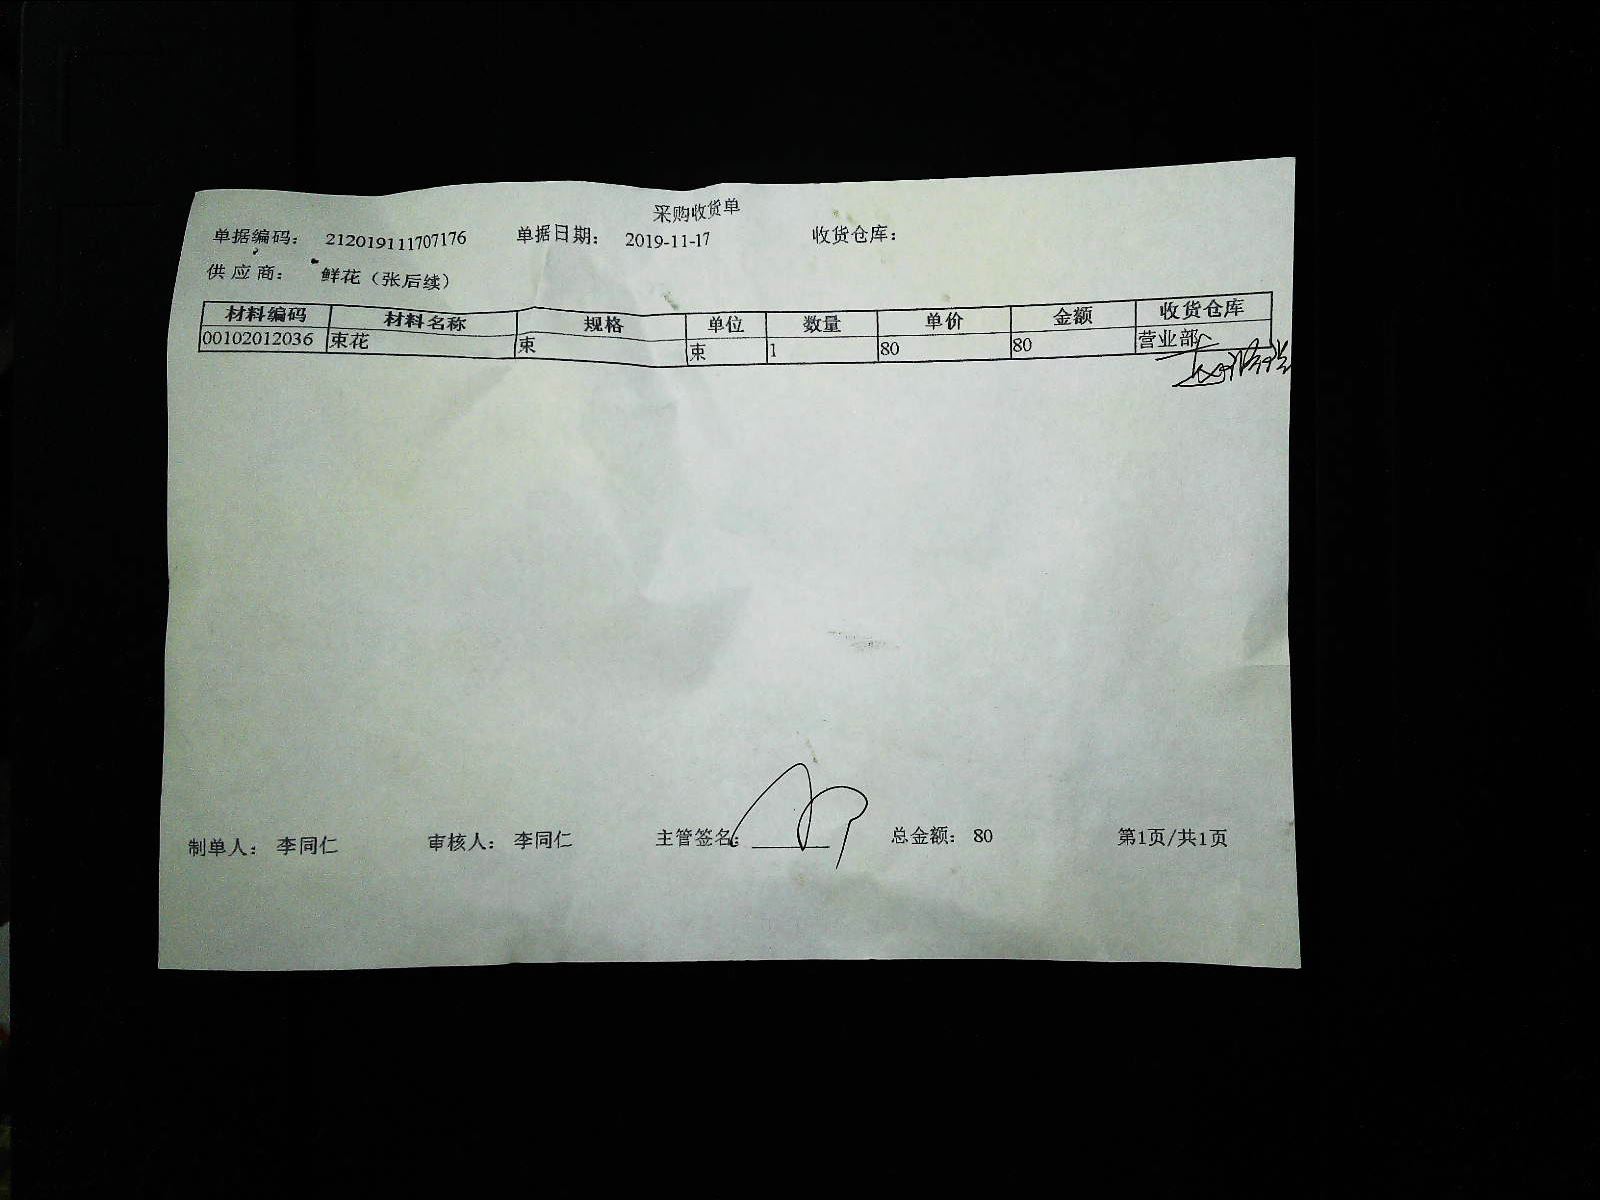 采购收货单
单据编码: 212019111707176 单据日期: 2019-11-17 收货仓库:
供应商: 鲜花（张后续）
材料编码 材料名称 规格 单位 数量 单价 金额 收货仓库
00102012036 束花 束 束 1 80 80 营业部
制单人: 李同仁 审核人: 李同仁 主管签名: 总金额: 80 第1页/共1页